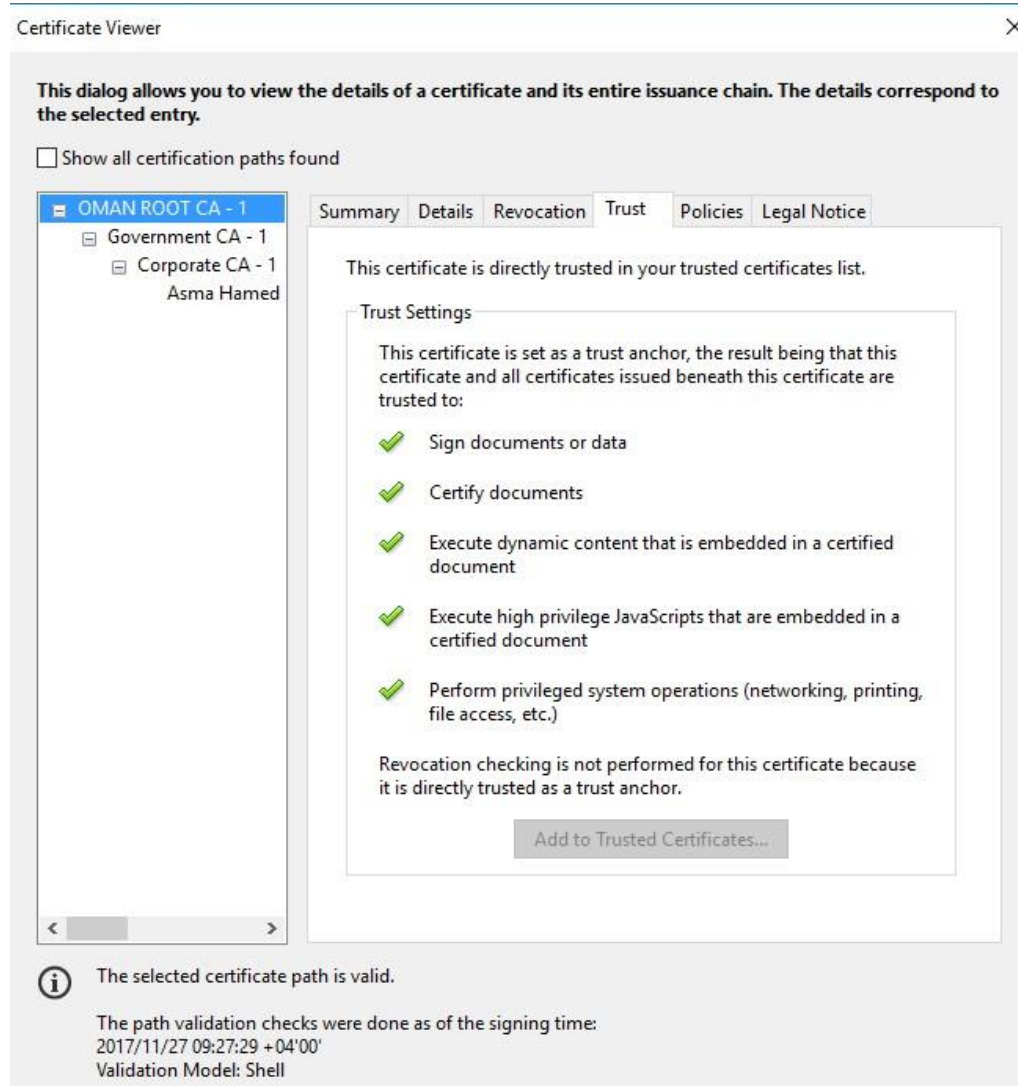 Certificate Viewer
This dialog allows you to view the details of a certificate and its entire issuance chain. The details correspond to
the selected entry.
Show all certification paths found
OMAN ROOT CA - 1
Government CA - 1
Corporate CA - 1
Asma Hamed
Summary Details Revocation Trust Policies Legal Notice
This certificate is directly trusted in your trusted certificates list.
Trust Settings
This certificate is set as a trust anchor, the result being that this
certificate and all certificates issued beneath this certificate are
trusted to:
Sign documents or data
Certify documents
Execute dynamic content that is embedded in a certified
document
Execute high privilege JavaScripts that are embedded in a
certified document
Perform privileged system operations (networking, printing,
file access, etc.)
Revocation checking is not performed for this certificate because
it is directly trusted as a trust anchor.
Add to Trusted Certificates...
The selected certificate path is valid.
The path validation checks were done as of the signing time:
2017/11/27 09:27:29 +04'00'
Validation Model: Shell